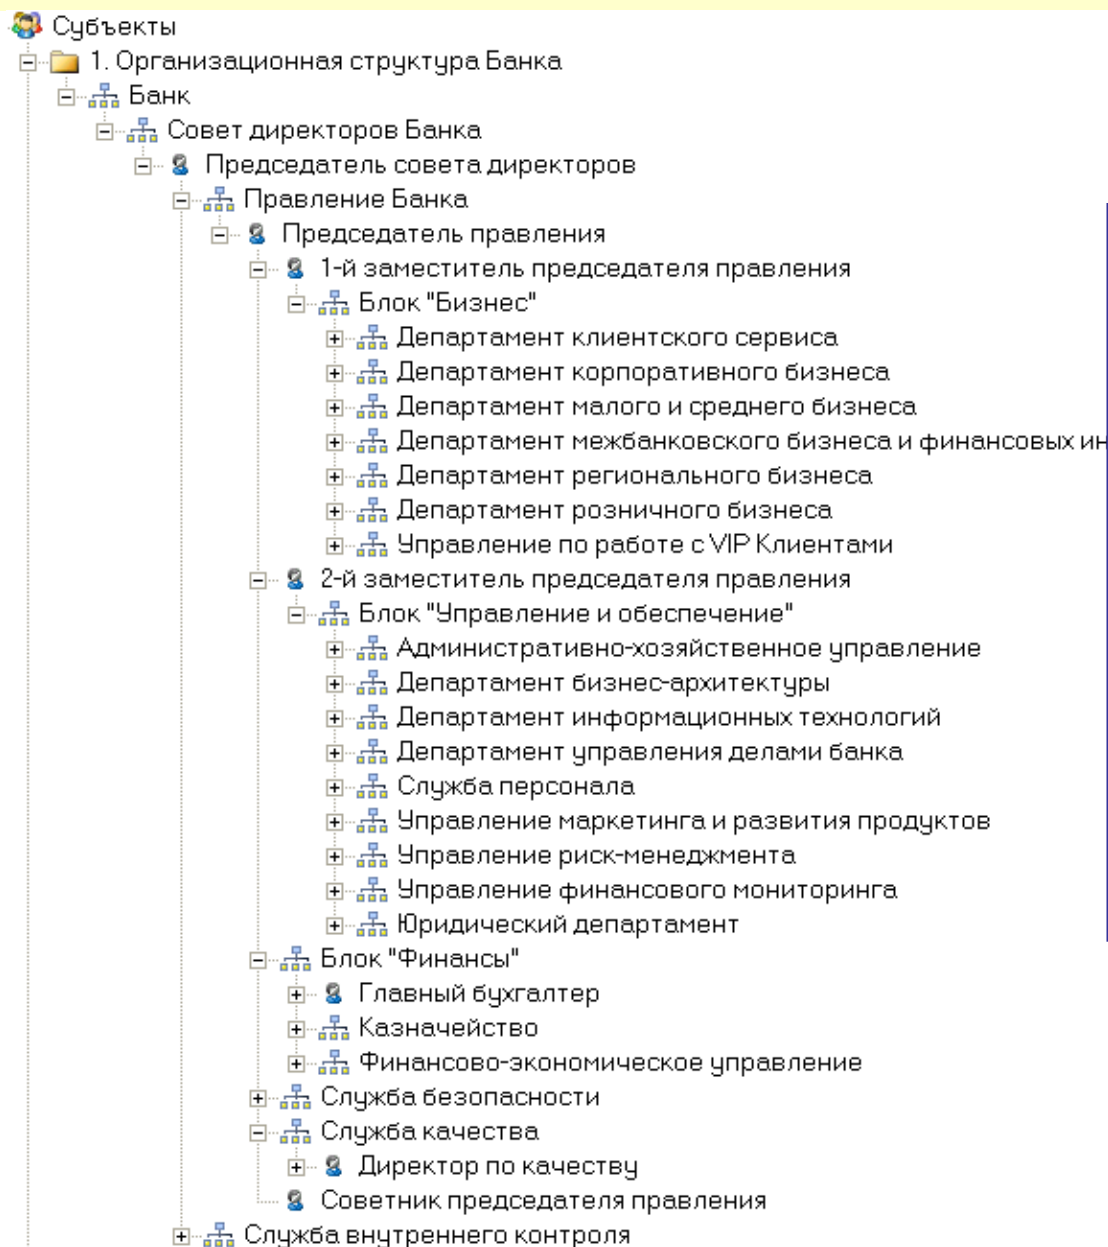 Субъекты
1. Организационная структура Банка
Банк
Совет директоров Банка
Председатель совета директоров
Правление Банка
Председатель правления
1-й заместитель председателя правления
Блок "Бизнес"
Департамент клиентского сервиса
Департамент корпоративного бизнеса
Департамент малого и среднего бизнеса
Департамент межбанковского бизнеса и финансовых
Департамент регионального бизнеса
Департамент розничного бизнеса
Управление по работе с VIP Клиентами
2-й заместитель председателя правления
Блок "Управление и обеспечение"
Административно-хозяйственное управление
Департамент бизнес-архитектуры
Департамент информационных технологий
Департамент управления делами банка
Служба персонала
Управление маркетинга и развития продуктов
Управление риск-менеджмента
Управление финансового мониторинга
Юридический департамент
Блок "Финансы"
Главный бухгалтер
Казначейство
Финансово-экономическое управление
Служба безопасности
Служба качества
Директор по качеству
Советник председателя правления
Служба внутреннего контроля